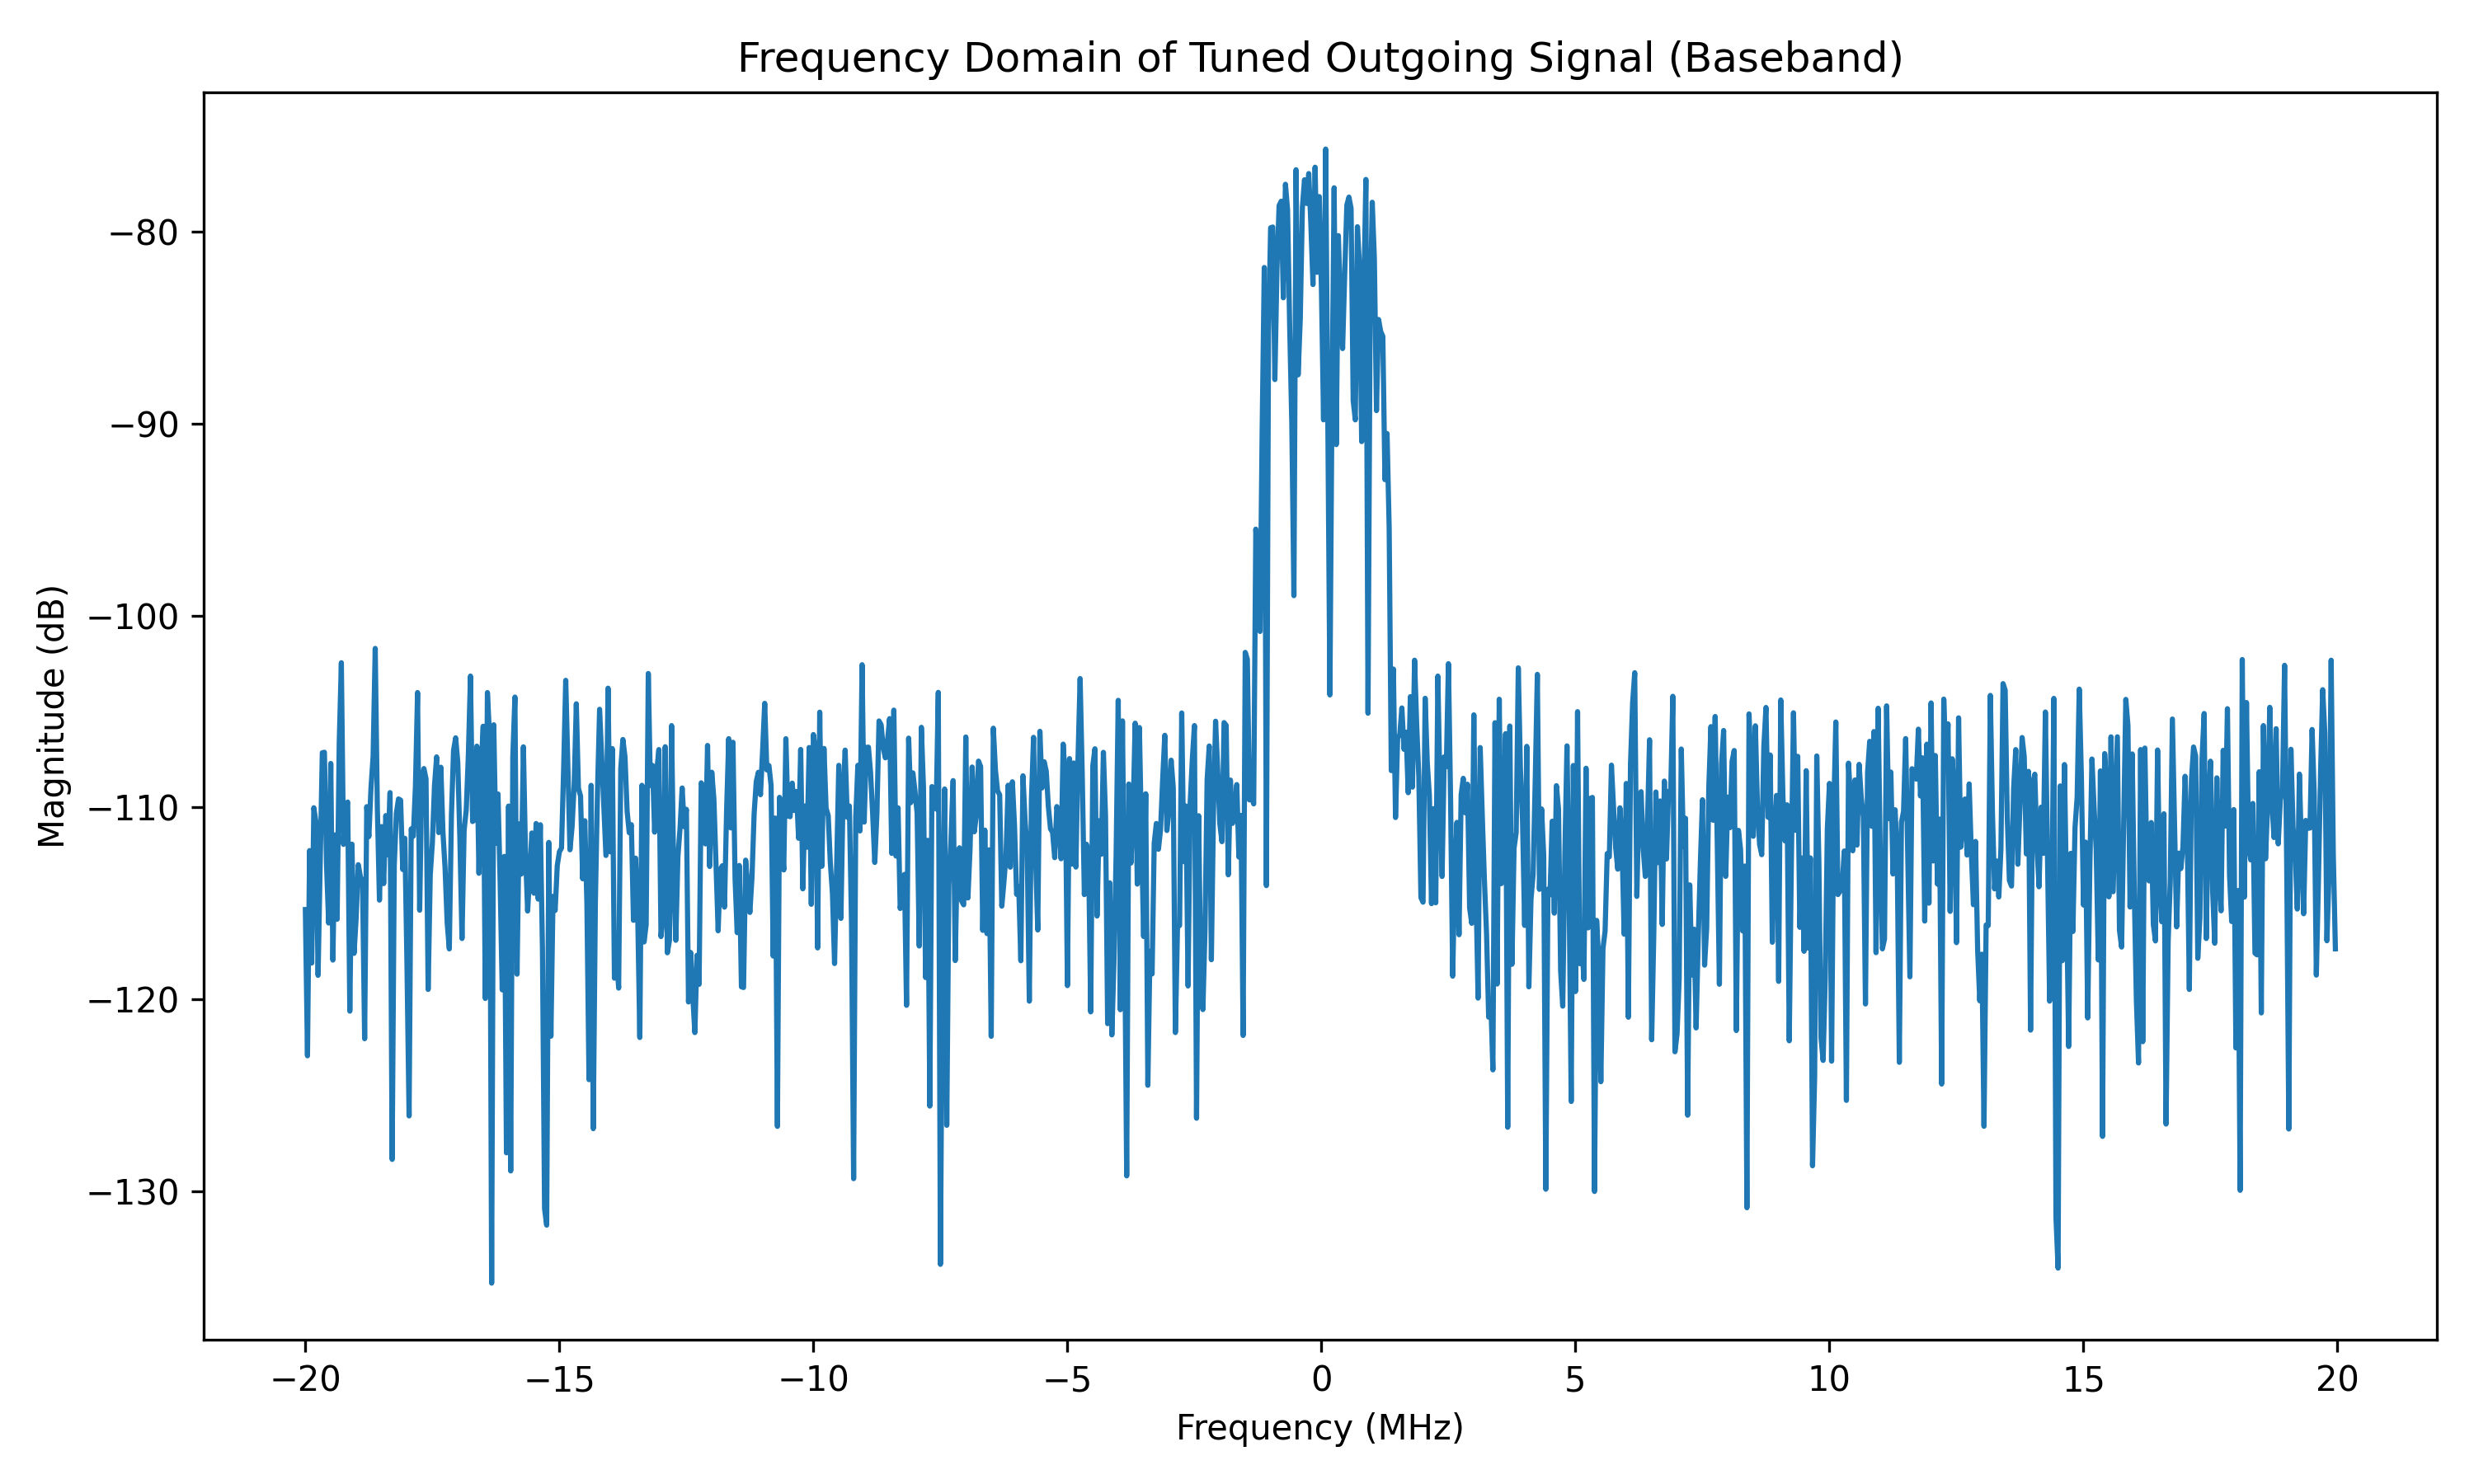 Frequency Domain of Tuned Outgoing Signal (Baseband)
Magnitude (dB)
−80
−90
−100
−110
−120
−130
−20 −15 −10 −5 0 5 10 15 20
Frequency (MHz)